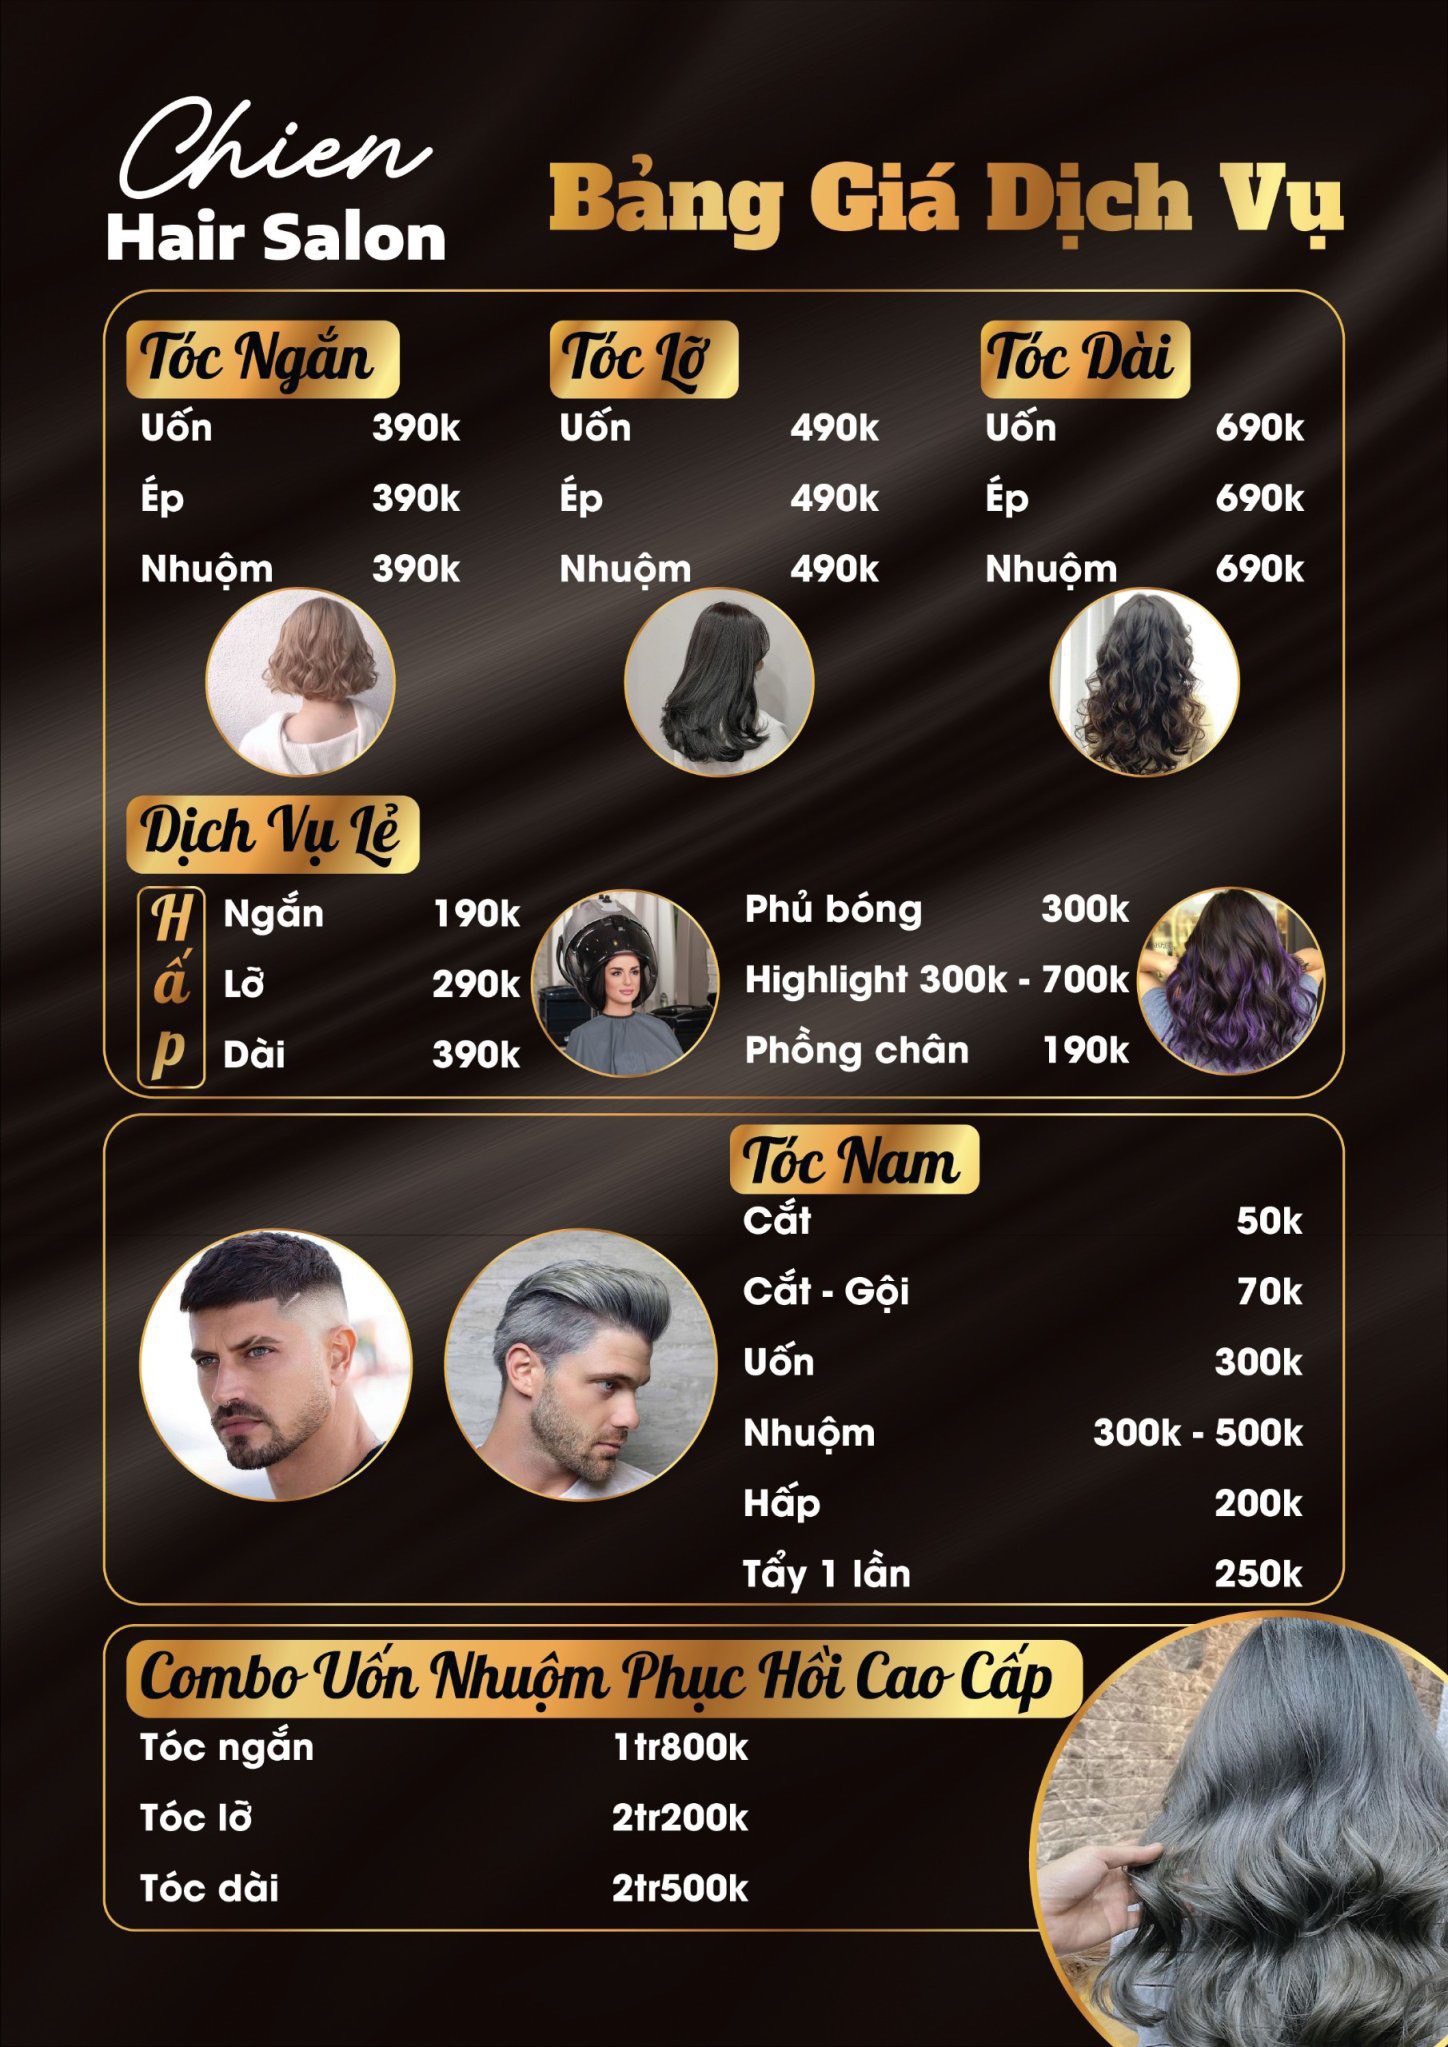 Chien
Hair Salon
Bảng Giá Dịch Vụ
Tóc Ngắn
Uốn 390k
Ép 390k
Nhuộm 390k
Tóc Lỡ
Uốn 490k
Ép 490k
Nhuộm 490k
Tóc Dài
Uốn 690k
Ép 690k
Nhuộm 690k
Dịch Vụ Lẻ
Hấp
Ngắn 190k
Lỡ 290k
Dài 390k
Phủ bóng 300k
Highlight 300k - 700k
Phồng chân 190k
Tóc Nam
Cắt 50k
Cắt - Gội 70k
Uốn 300k
Nhuộm 300k - 500k
Hấp 200k
Tẩy 1 lần 250k
Combo Uốn Nhuộm Phục Hồi Cao Cấp
Tóc ngắn 1tr800k
Tóc lỡ 2tr200k
Tóc dài 2tr500k